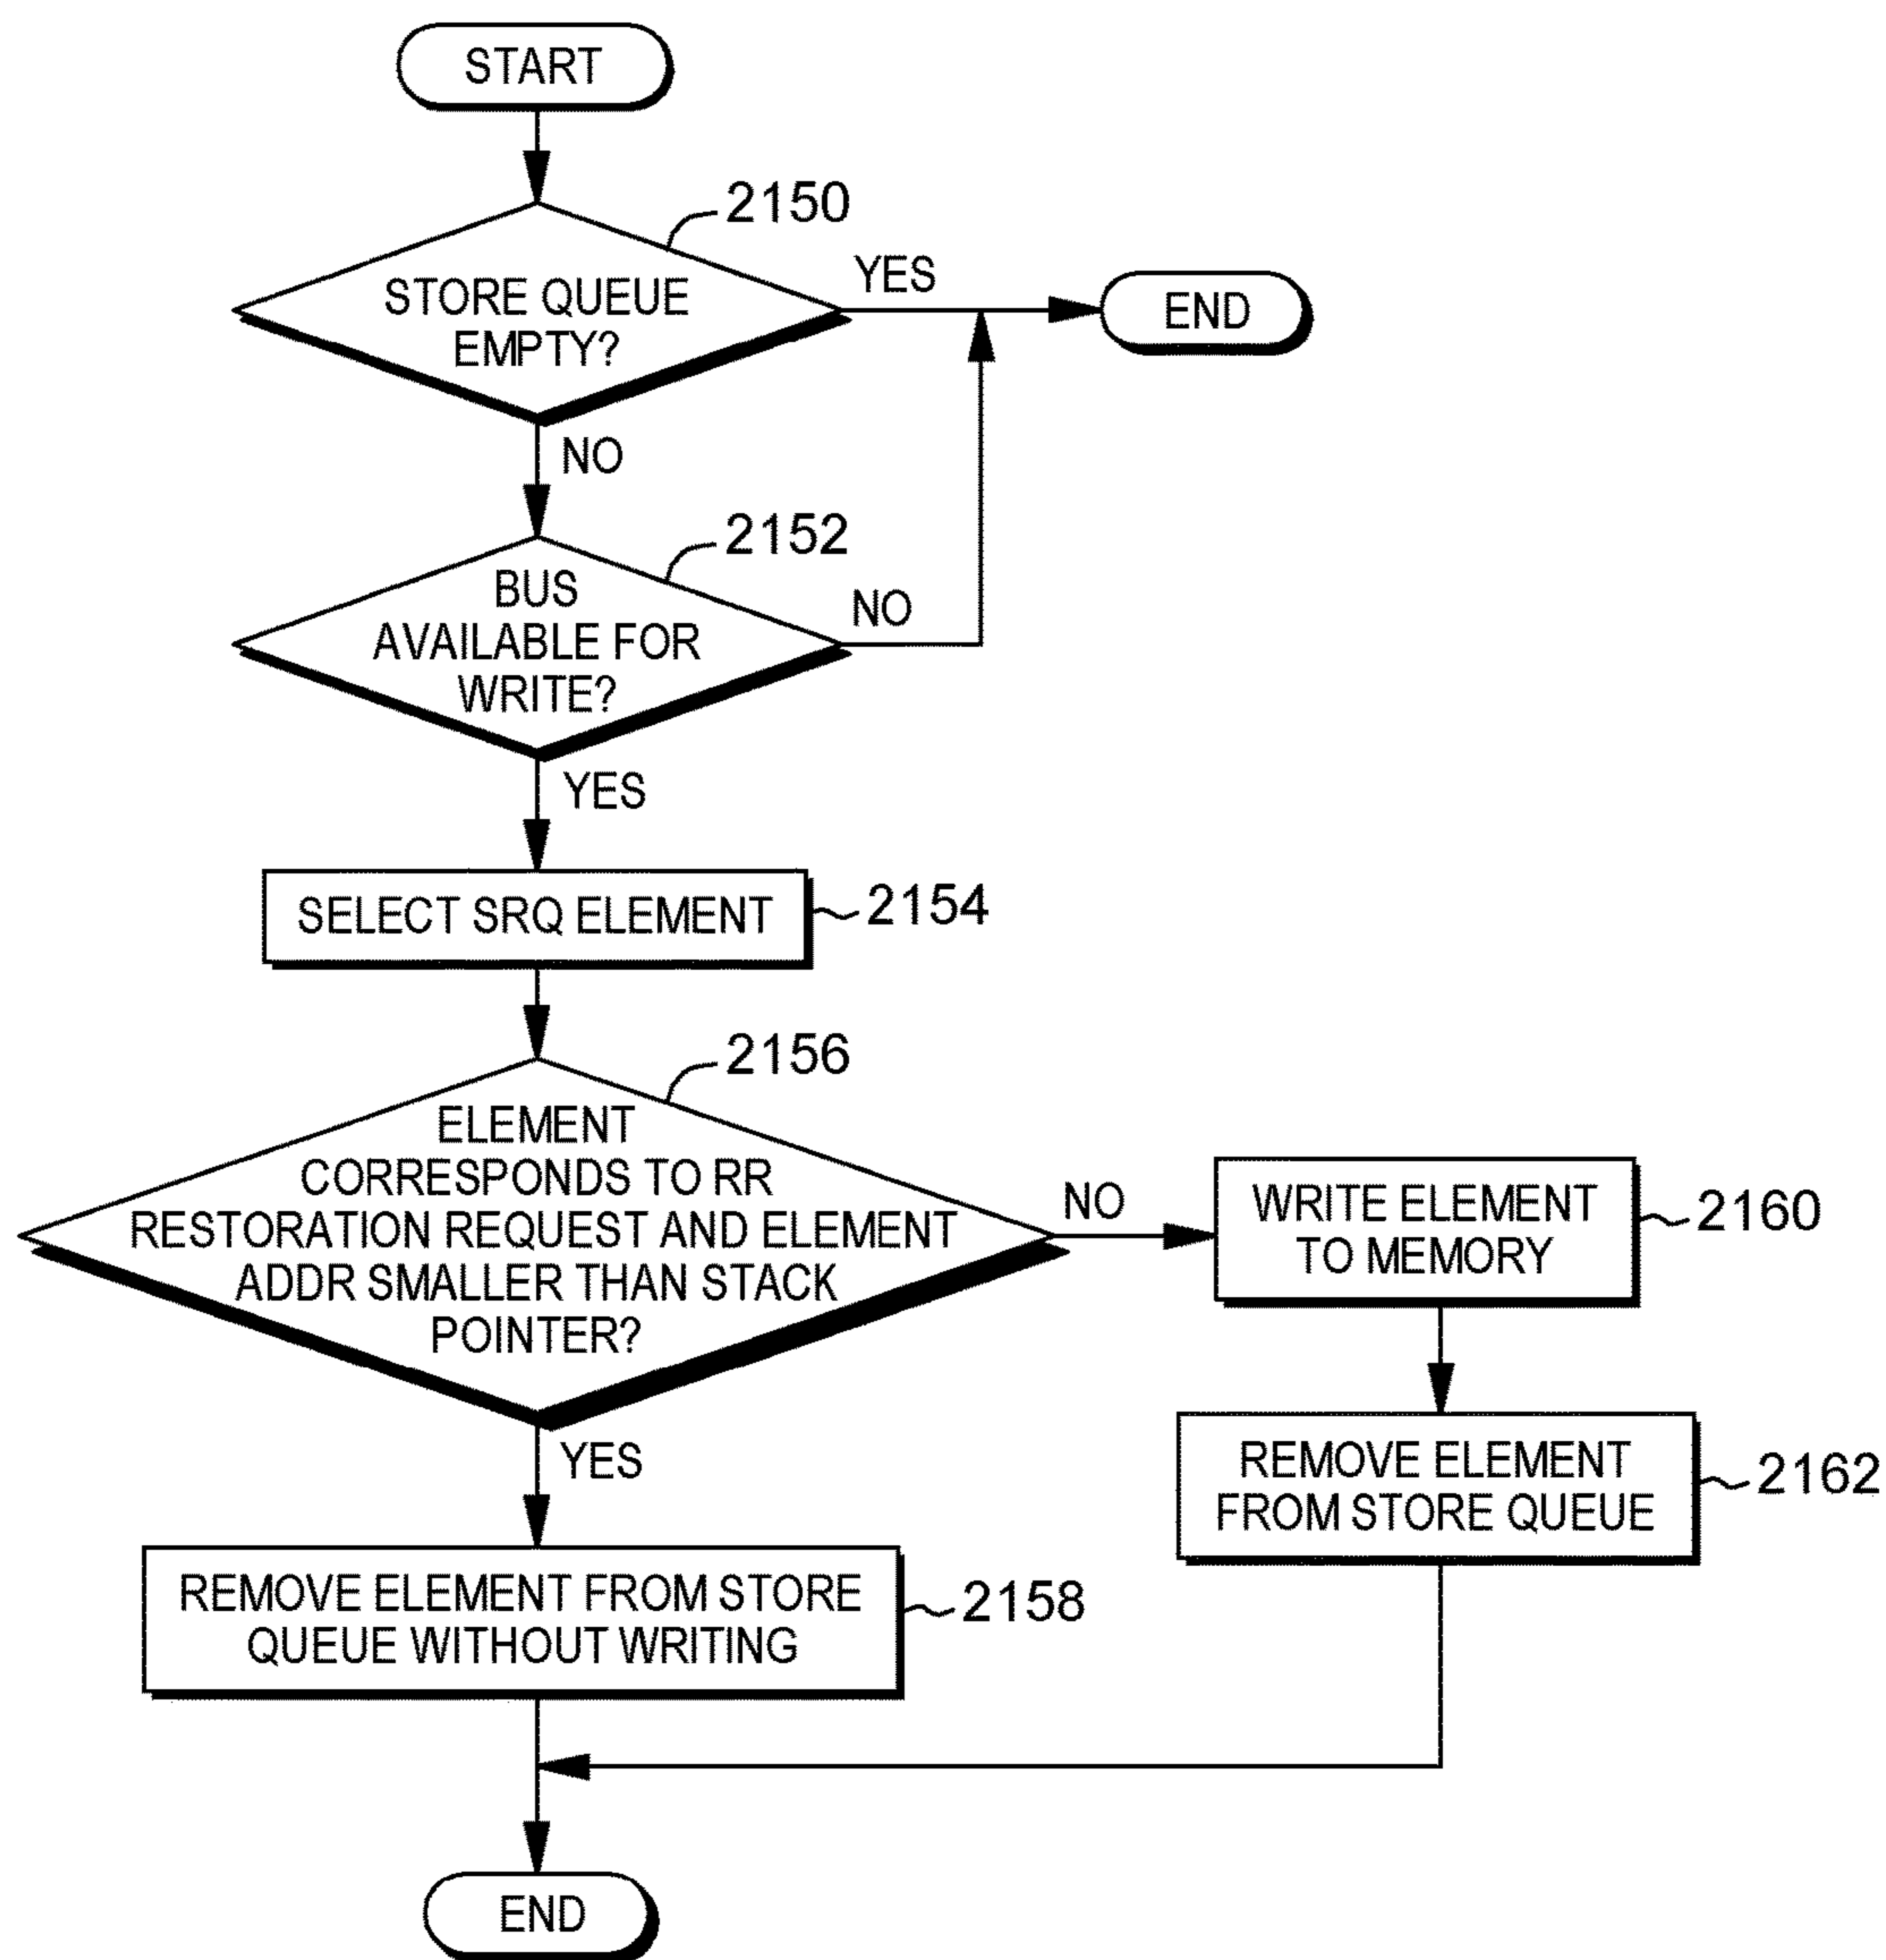 START
2150
STORE QUEUE
EMPTY?
YES
END
NO
2152
BUS
AVAILABLE FOR
WRITE?
NO
YES
SELECT SRQ ELEMENT
2154
2156
ELEMENT
CORRESPONDS TO RR
RESTORATION REQUEST AND ELEMENT
ADDR SMALLER THAN STACK
POINTER?
NO
WRITE ELEMENT
TO MEMORY
2160
YES
REMOVE ELEMENT
FROM STORE QUEUE
2162
REMOVE ELEMENT FROM STORE
QUEUE WITHOUT WRITING
2158
END